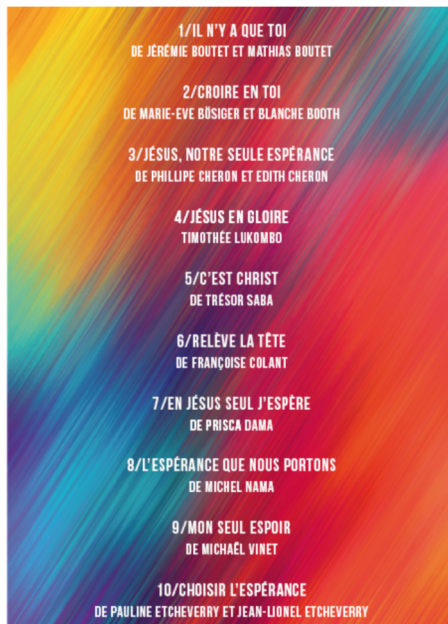 1/IL N'Y A QUE TOI
DE JÉRÉMIE BOUTET ET MATHIAS BOUTET
2/CROIRE EN TOI
DE MARIE-EVE BÖSIGER ET BLANCHE BOOTH
3/JÉSUS, NOTRE SEULE ESPÉRANCE
DE PHILLIPE CHERON ET EDITH CHERON
4/JÉSUS EN GLOIRE
TIMOTHÉE LUKOMBO
5/C'EST CHRIST
DE TRÉSOR SABA
6/RELÈVE LA TÊTE
DE FRANÇOISE COLANT
7/EN JÉSUS SEUL J'ESPÈRE
DE PRISCA DAMA
8/L'ESPÉRANCE QUE NOUS PORTONS
DE MICHEL NAMA
9/MON SEUL ESPOIR
DE MICHAËL VINET
10/CHOISIR L'ESPÉRANCE
DE PAULINE ETCHEVERRY ET JEAN-LIONEL ETCHEVERRY